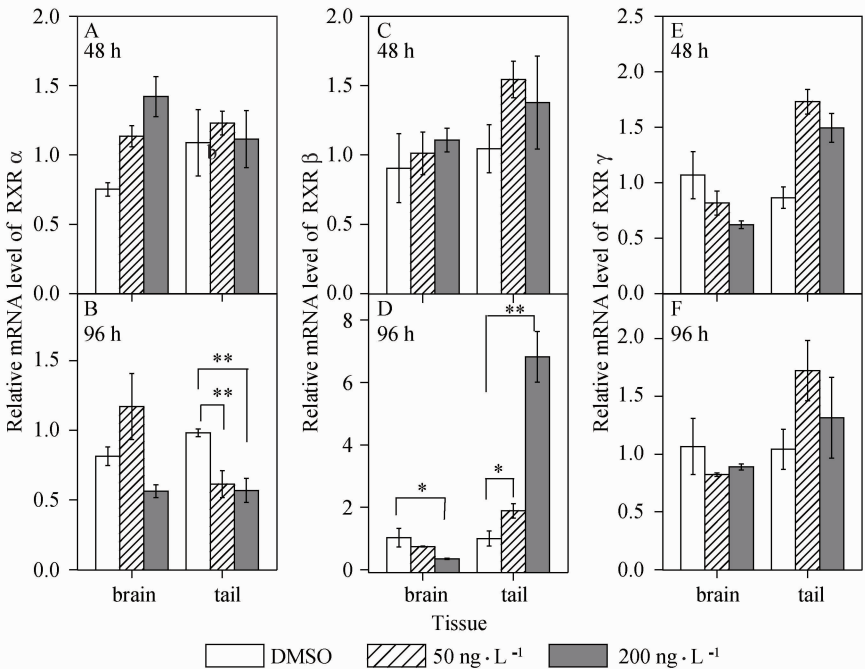 Relative mRNA level of RXR α
2.0
1.5
1.0
0.5
0.0
A
48 h
b
1.5
1.0
0.5
0.0
B
96 h
**
**
brain
tail
Relative mRNA level of RXR β
2.0
1.5
1.0
0.5
0.0
C
48 h
8
6
4
2
0
D
96 h
**
*
*
brain
tail
Relative mRNA level of RXR γ
2.5
2.0
1.5
1.0
0.5
0.0
E
48 h
2.0
1.5
1.0
0.5
0.0
F
96 h
brain
tail
Tissue
DMSO
50 ng · L⁻¹
200 ng · L⁻¹